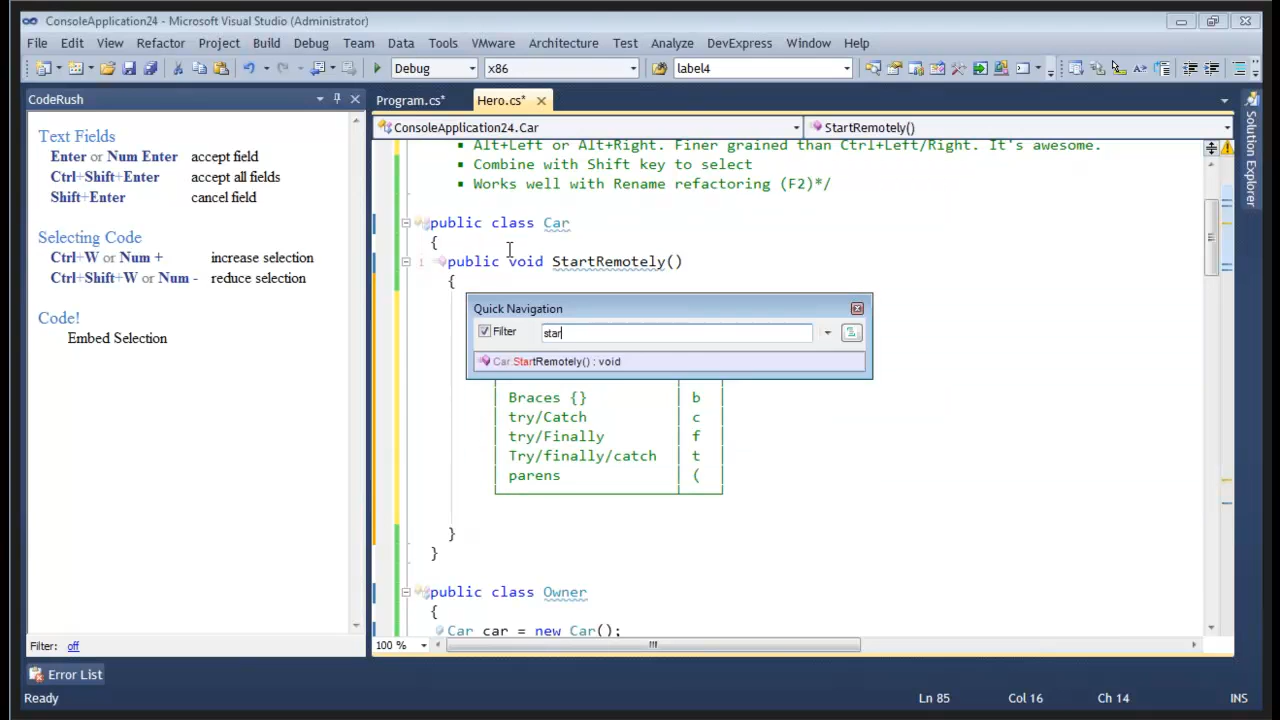 ConsoleApplication24 - Microsoft Visual Studio (Administrator)
File Edit View Refactor Project Build Debug Team Data Tools VMware Architecture Test Analyze DevExpress Window Help
Debug x86 label4
CodeRush
Program.cs* Hero.cs*
ConsoleApplication24.Car StartRemotely()
Text Fields
Enter or Num Enter accept field
Ctrl+Shift+Enter accept all fields
Shift+Enter cancel field
Selecting Code
Ctrl+W or Num + increase selection
Ctrl+Shift+W or Num - reduce selection
Code!
Embed Selection
Filter: off
▪ Alt+Left or Alt+Right. Finer grained than Ctrl+Left/Right. It's awesome.
▪ Combine with Shift key to select
▪ Works well with Rename refactoring (F2)*/
public class Car
{
1 public void StartRemotely()
{
Quick Navigation
Filter star
Car StartRemotely() : void
Braces {} b
try/Catch c
try/Finally f
Try/finally/catch t
parens (
}
}
public class Owner
{
Car car = new Car();
100 %
Solution Explorer
Error List
Ready Ln 85 Col 16 Ch 14 INS